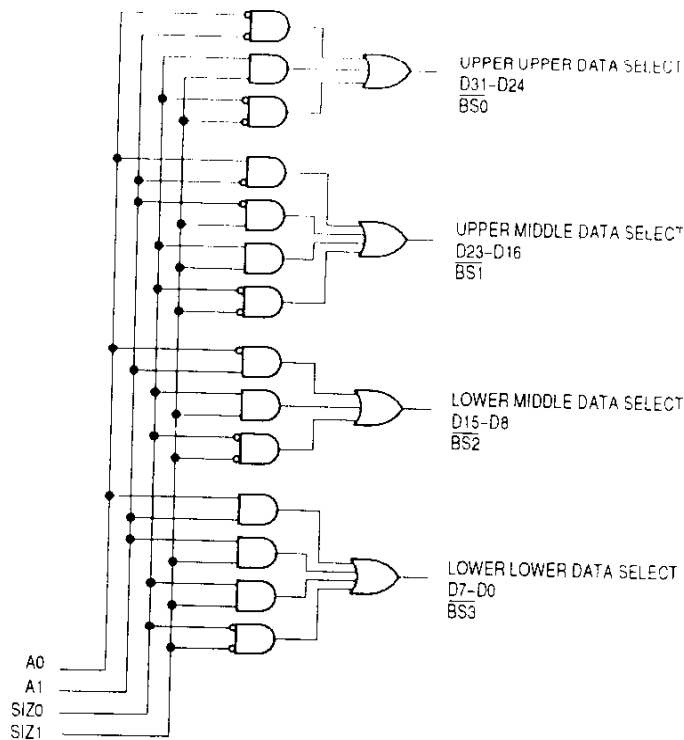 UPPER UPPER DATA SELECT
D31-D24
BS0
UPPER MIDDLE DATA SELECT
D23-D16
BS1
LOWER MIDDLE DATA SELECT
D15-D8
BS2
LOWER LOWER DATA SELECT
D7-D0
BS3
A0
A1
SIZ0
SIZ1